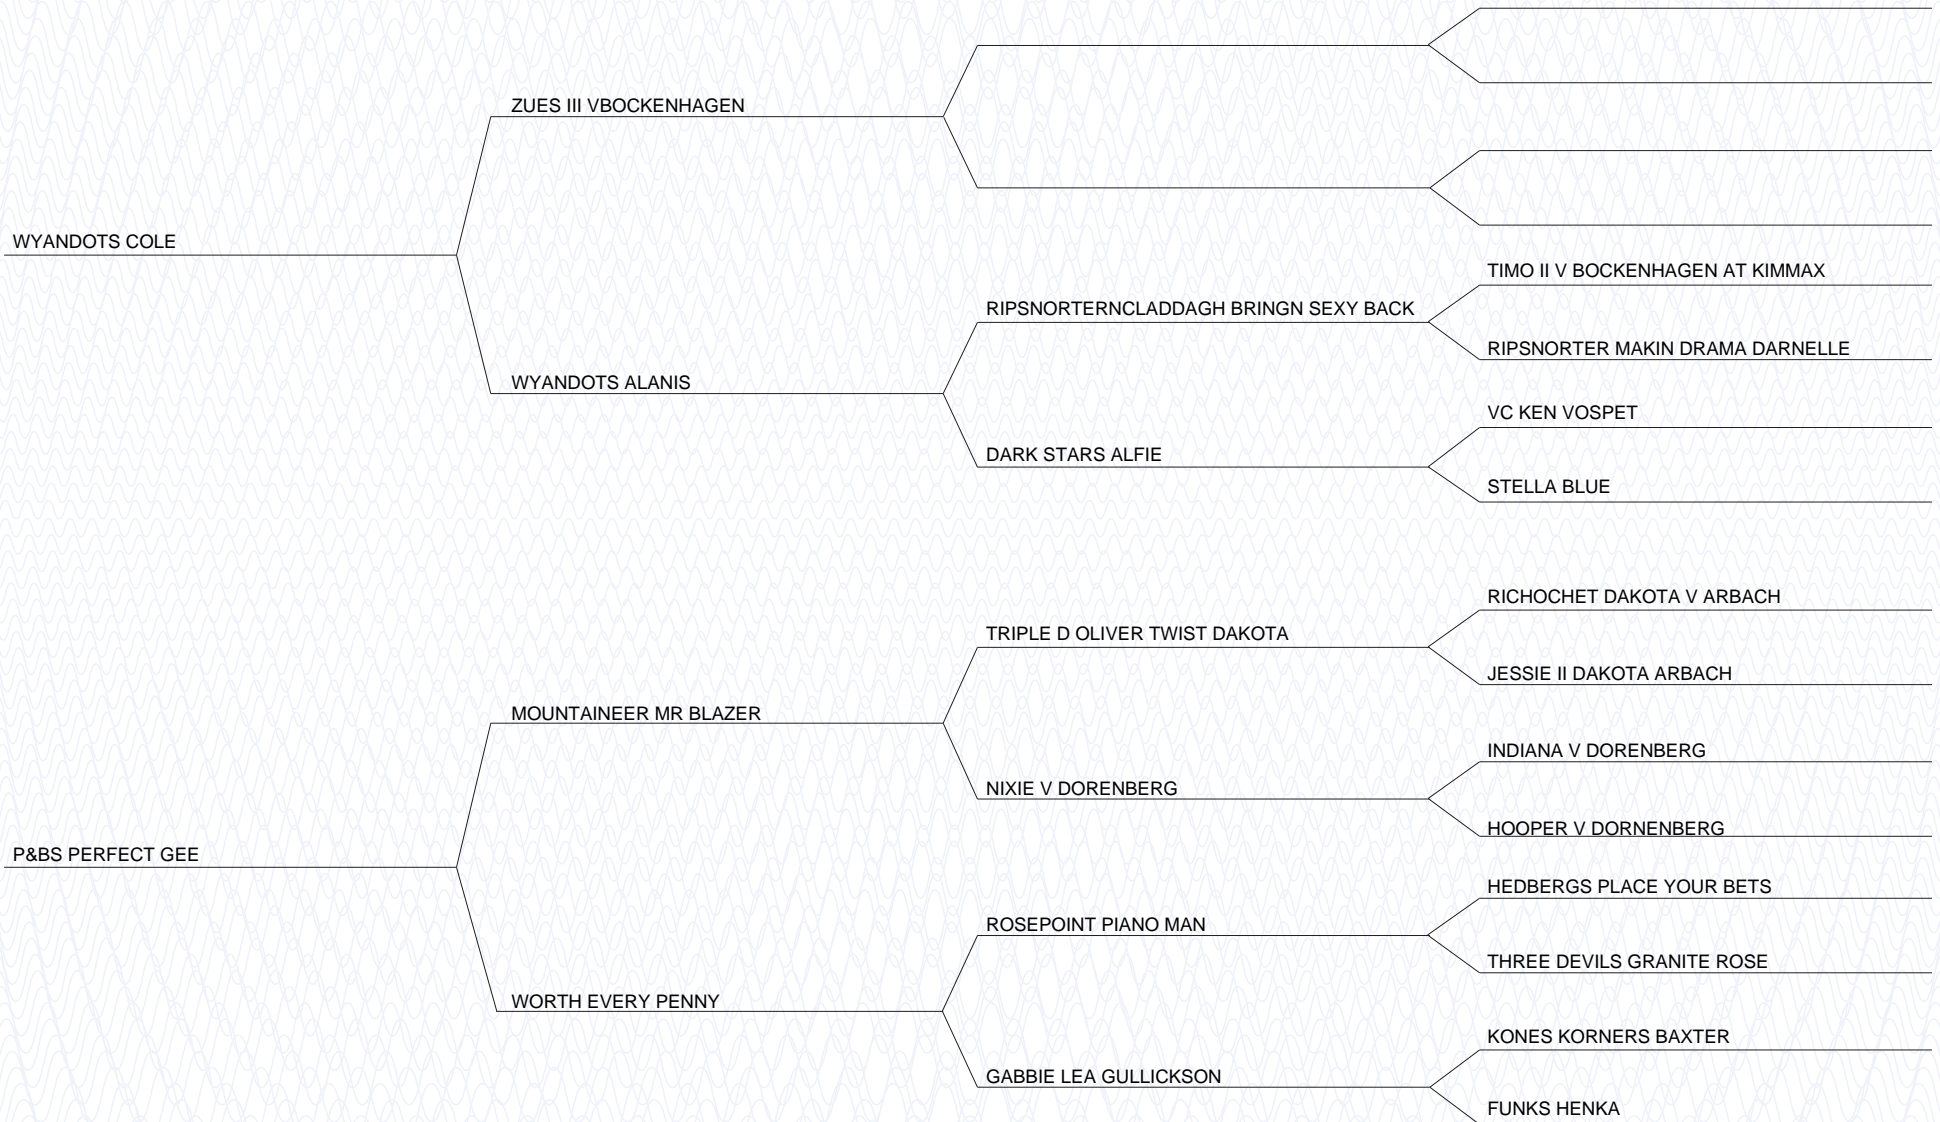 ZUES III VBOCKENHAGEN
WYANDOTS COLE
TIMO II V BOCKENHAGEN AT KIMMAX
RIPSNORTERNCLADDAGH BRINGN SEXY BACK
RIPSNORTER MAKIN DRAMA DARNELLE
WYANDOTS ALANIS
VC KEN VOSPET
DARK STARS ALFIE
STELLA BLUE
RICHOCHET DAKOTA V ARBACH
TRIPLE D OLIVER TWIST DAKOTA
JESSIE II DAKOTA ARBACH
MOUNTAINEER MR BLAZER
INDIANA V DORENBERG
NIXIE V DORENBERG
HOOPER V DORNENBERG
P&BS PERFECT GEE
HEDBERGS PLACE YOUR BETS
ROSEPOINT PIANO MAN
THREE DEVILS GRANITE ROSE
WORTH EVERY PENNY
KONES KORNERS BAXTER
GABBIE LEA GULLICKSON
FUNKS HENKA